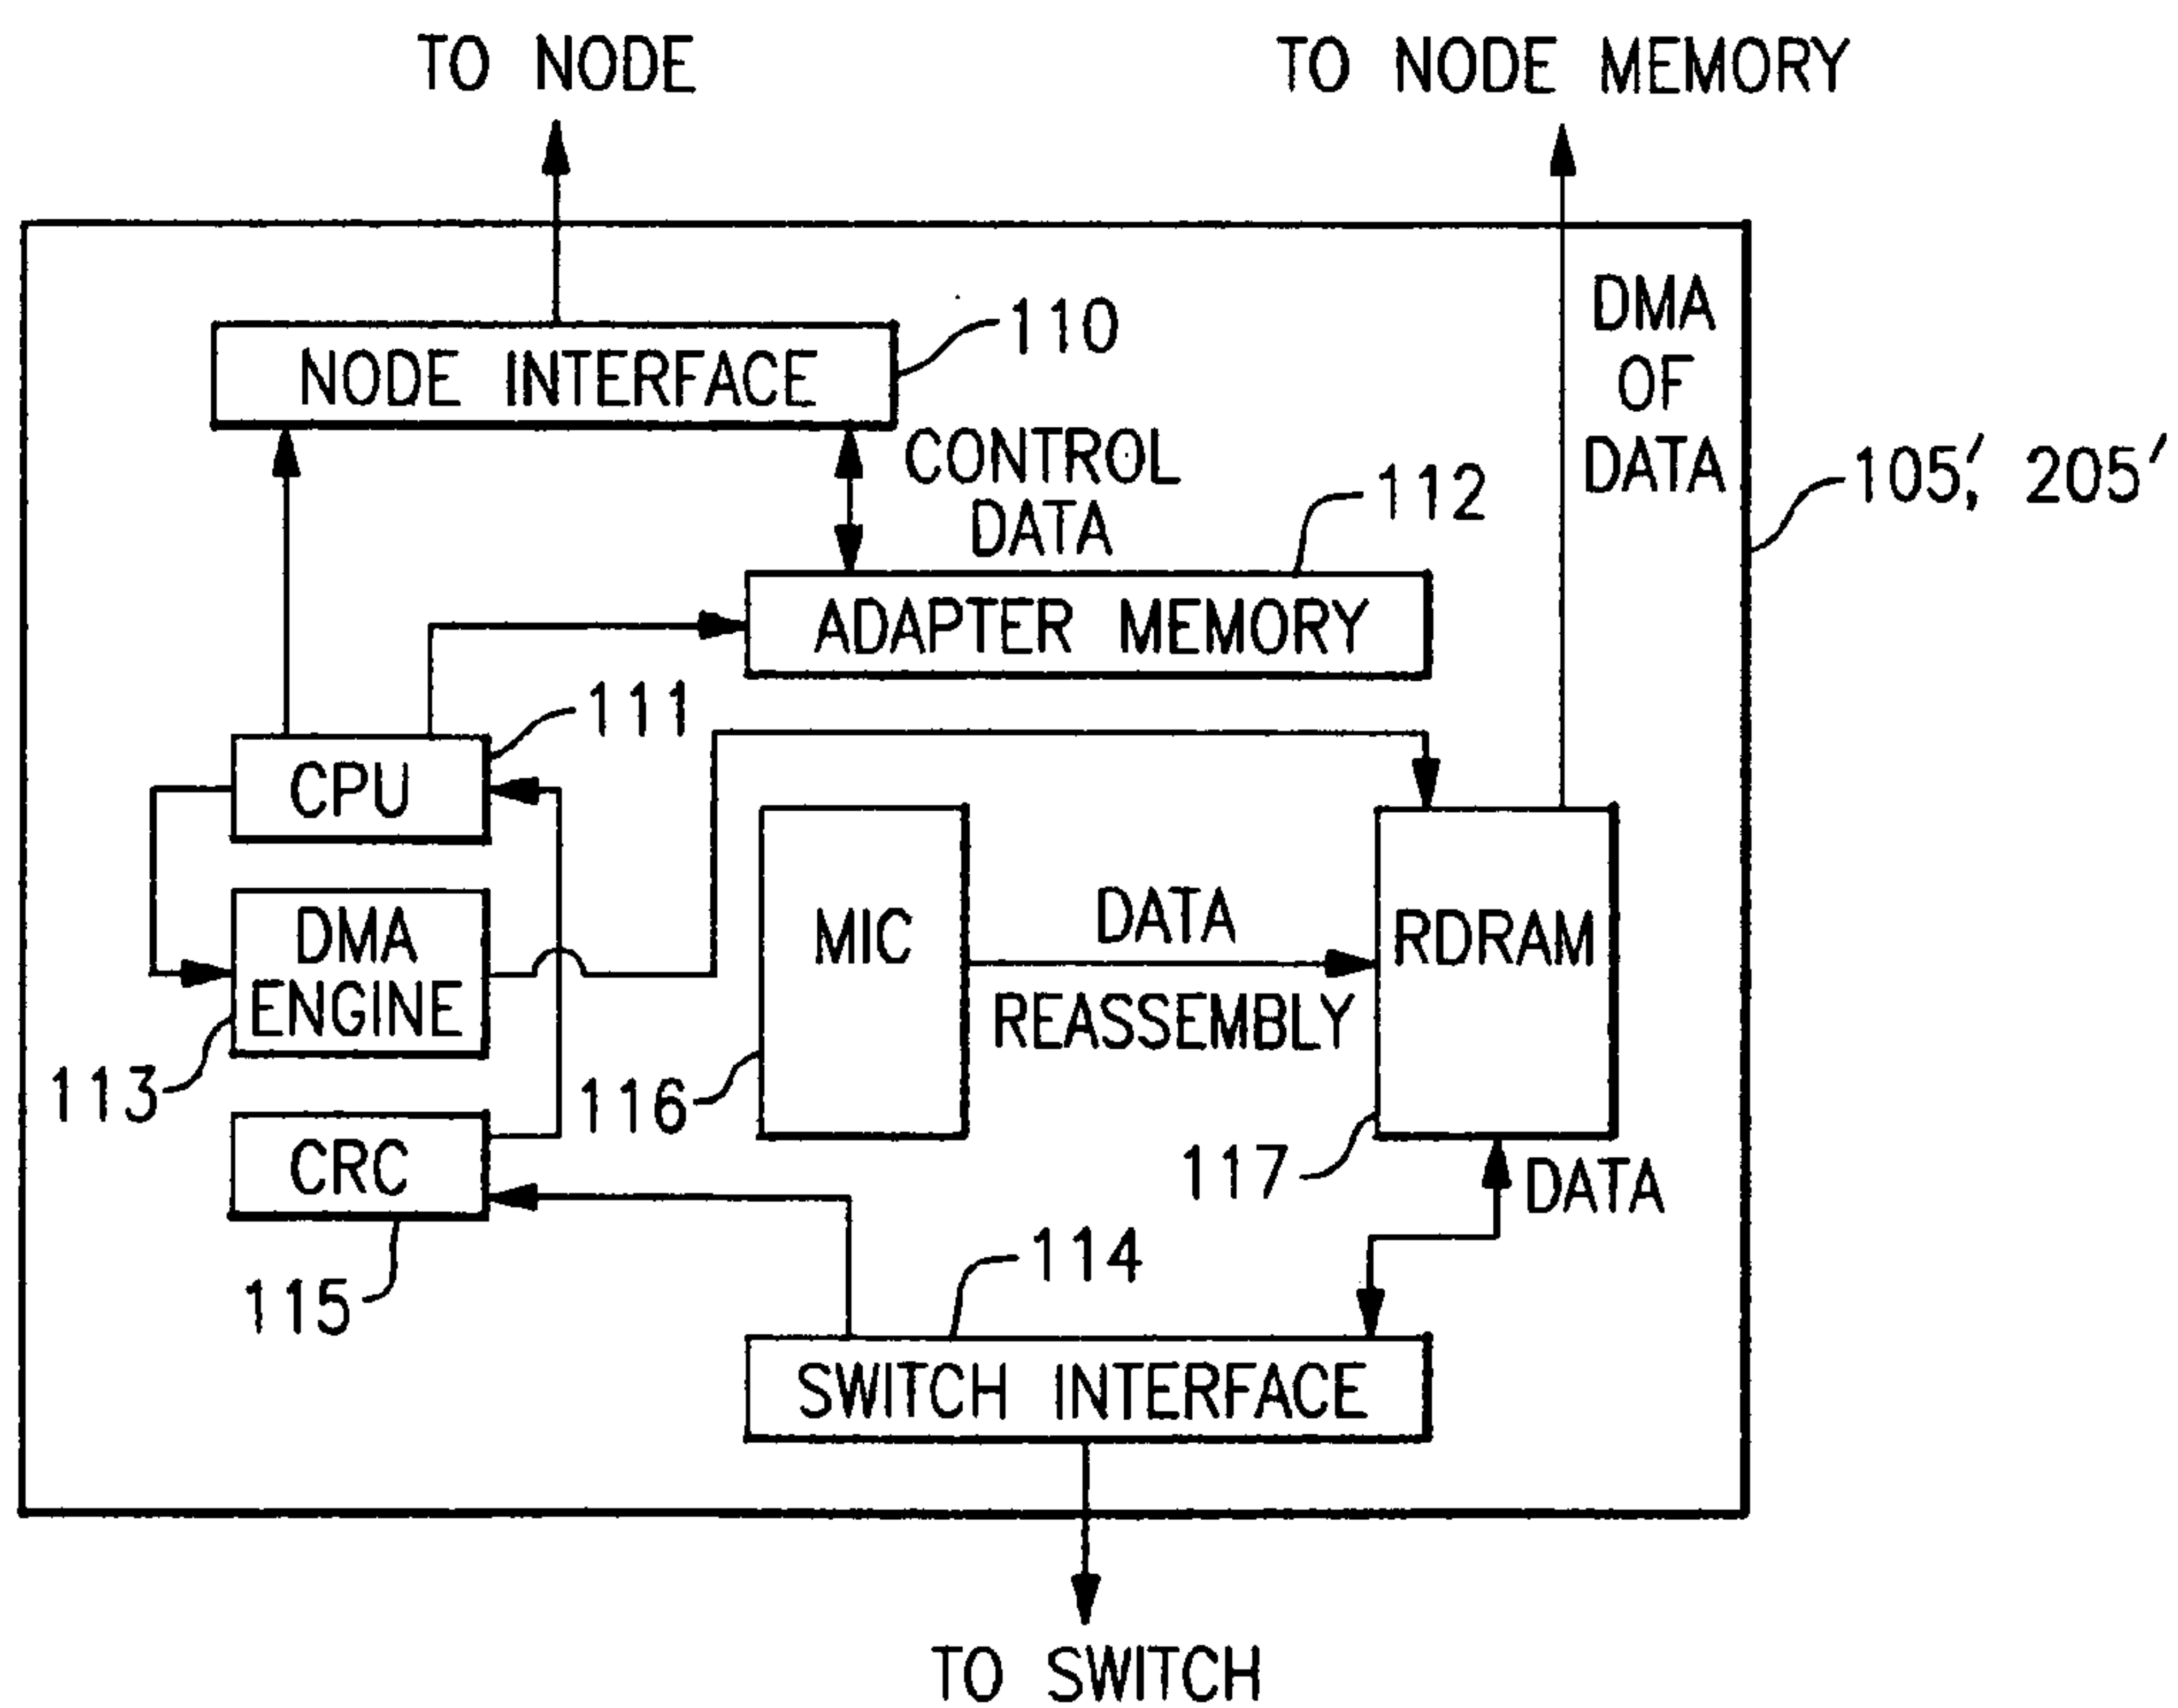 TO NODE
TO NODE MEMORY
DMA
OF
DATA
110
NODE INTERFACE
CONTROL
DATA
112
105', 205'
ADAPTER MEMORY
111
CPU
DMA
ENGINE
MIC
DATA
REASSEMBLY
RDRAM
113
116
CRC
117
DATA
115
114
SWITCH INTERFACE
TO SWITCH